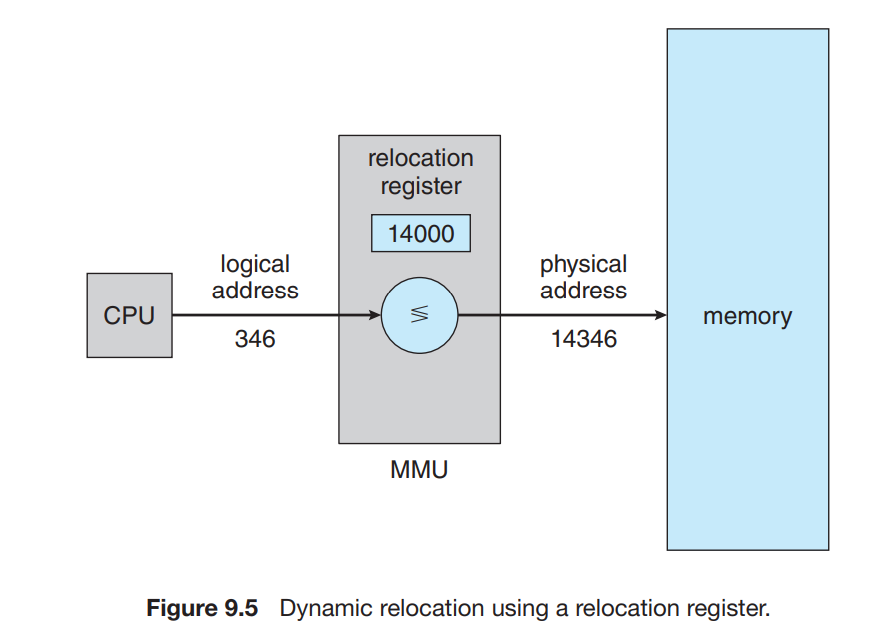 relocation
register
14000
logical
address
physical
address
CPU
≶
memory
346
14346
MMU
Figure 9.5 Dynamic relocation using a relocation register.